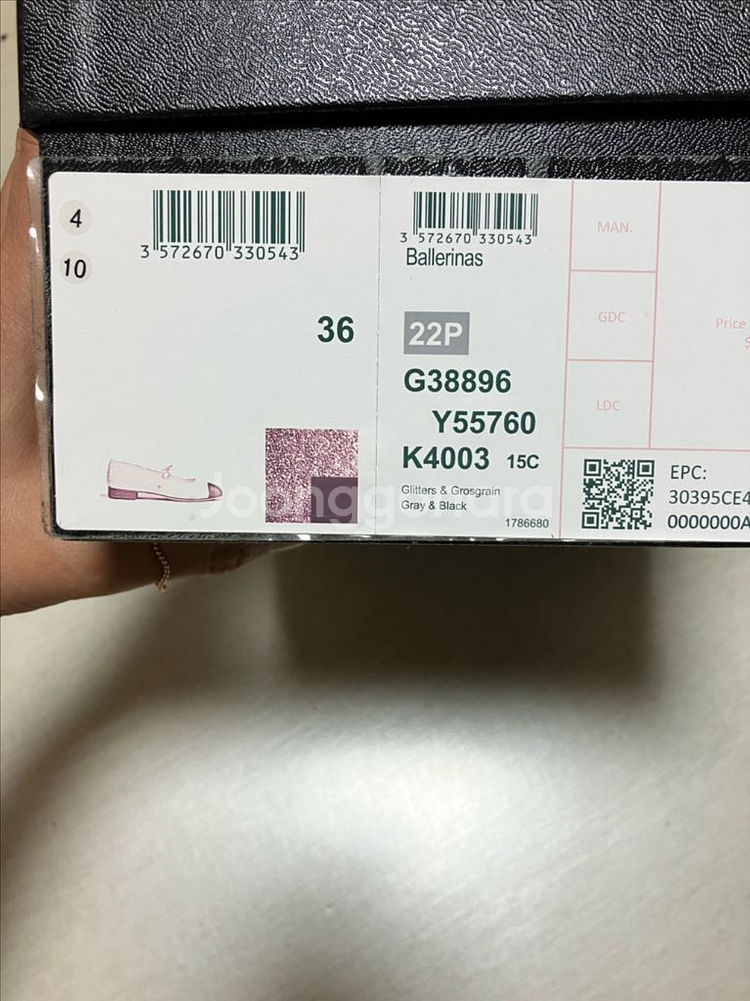 4
10
3 572670 330543
36
3 572670 330543
Ballerinas
22P
G38896
Y55760
K4003 15C
Glitters & Grosgrain
Gray & Black
1786680
MAN.
GDC
LDC
Price
$
EPC:
30395CE4
0000000A
Joonggonara